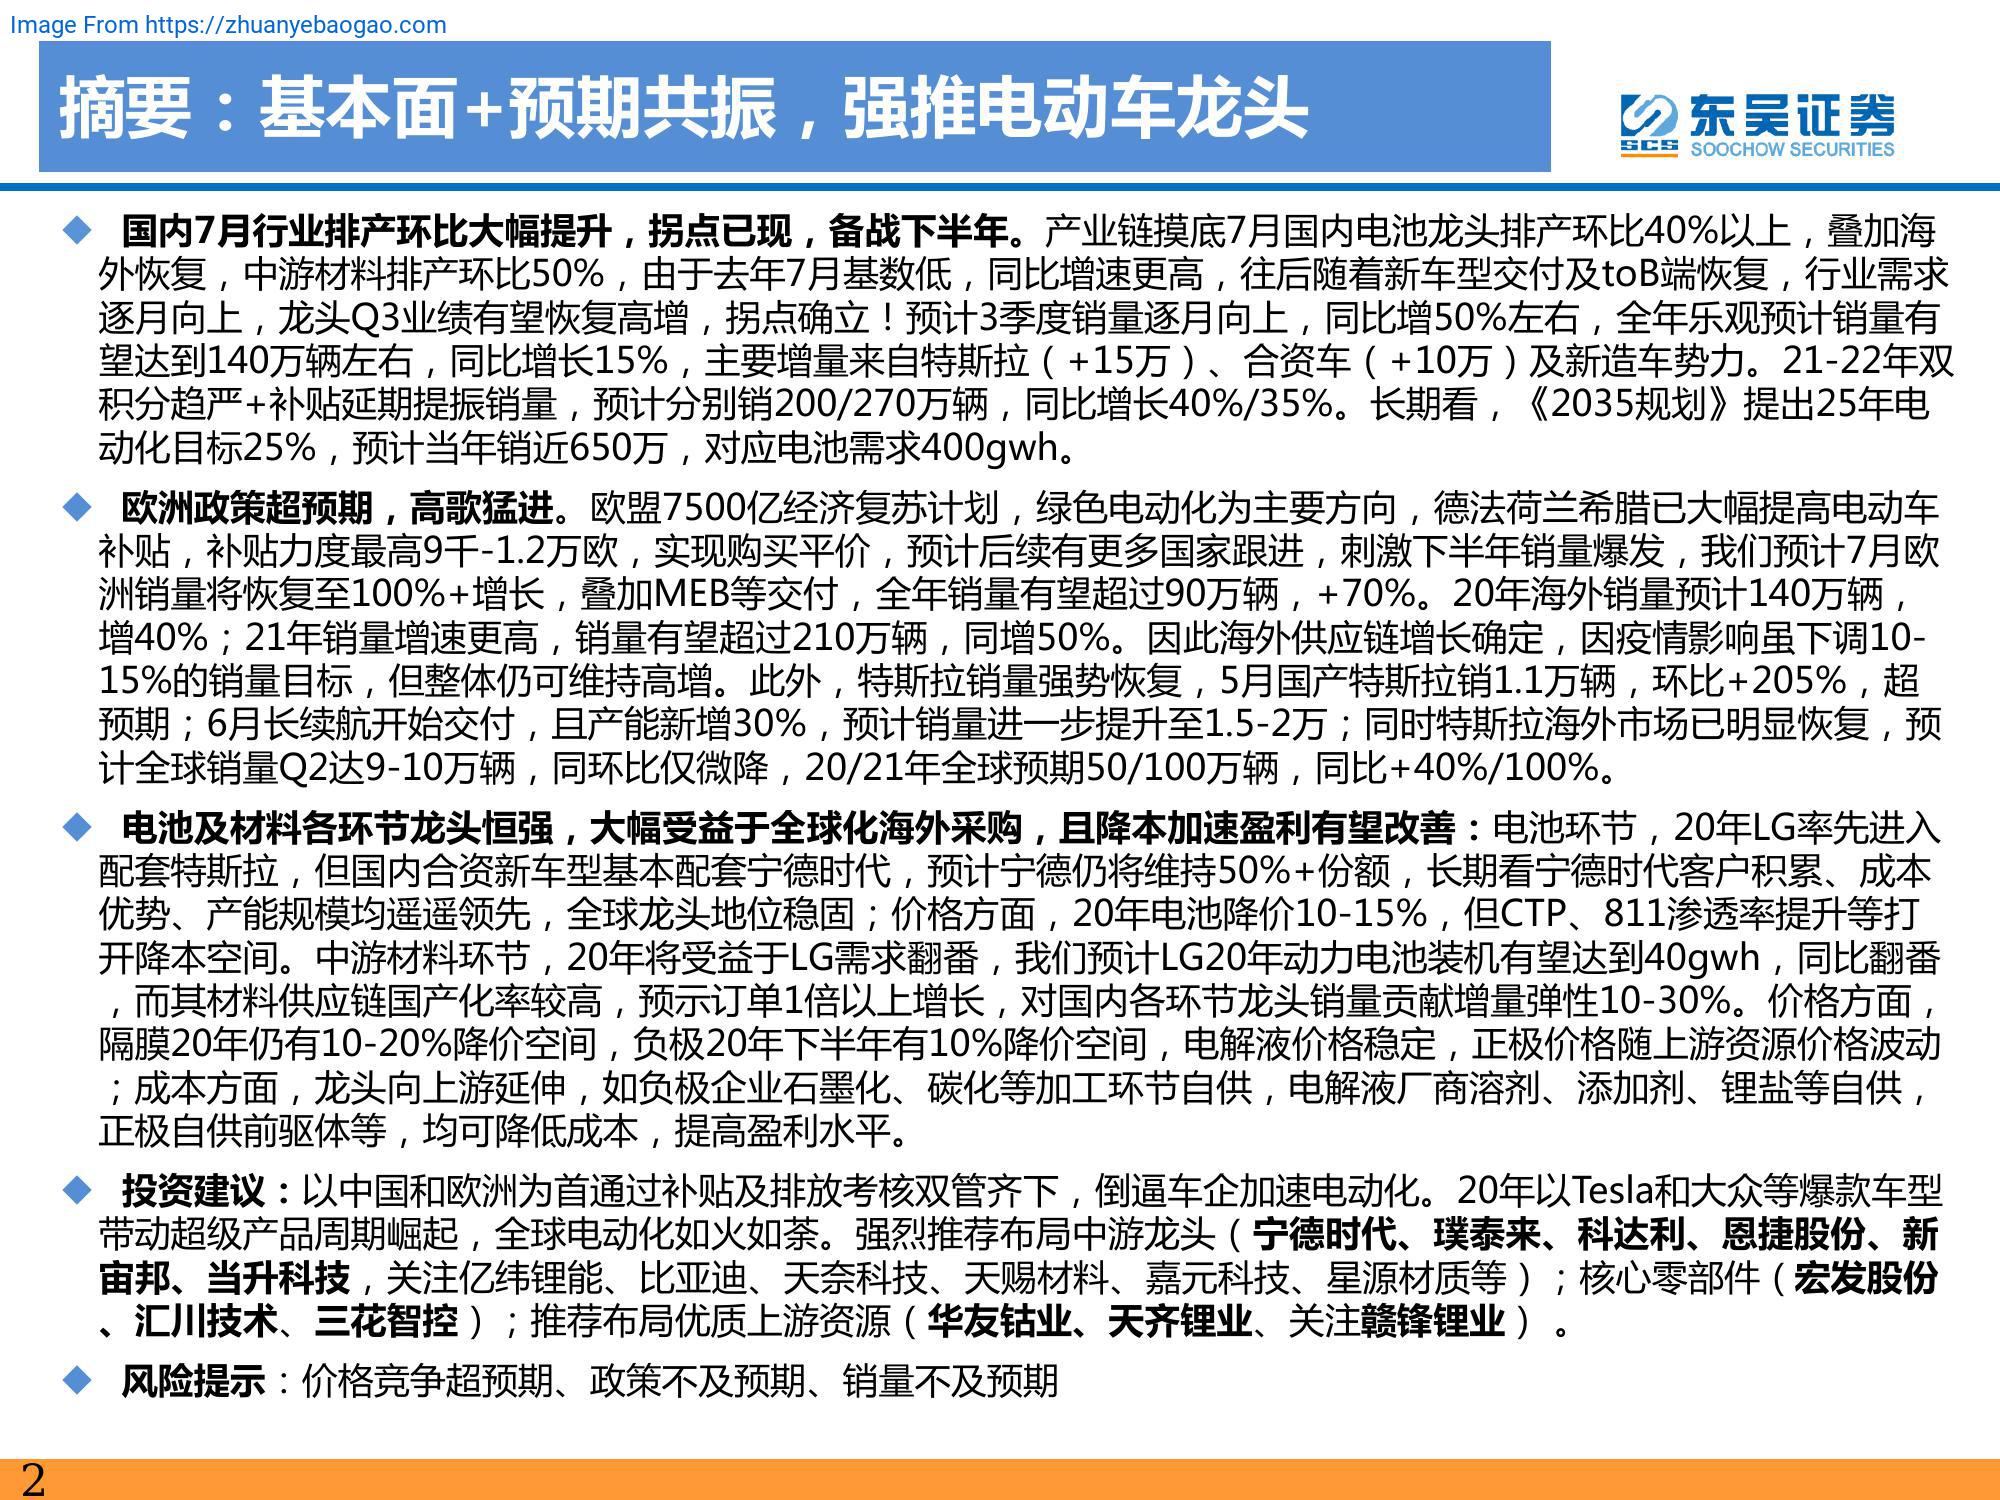 Image From https://zhuanyebaogao.com
摘要：基本面+预期共振，强推电动车龙头
东吴证券
SCS
SOOCHOW SECURITIES
国内7月行业排产环比大幅提升，拐点已现，备战下半年。产业链摸底7月国内电池龙头排产环比40%以上，叠加海
外恢复，中游材料排产环比50%，由于去年7月基数低，同比增速更高，往后随着新车型交付及toB端恢复，行业需求
逐月向上，龙头Q3业绩有望恢复高增，拐点确立！预计3季度销量逐月向上，同比增50%左右，全年乐观预计销量有
望达到140万辆左右，同比增长15%，主要增量来自特斯拉（+15万）、合资车（+10万）及新造车势力。21-22年双
积分趋严+补贴延期提振销量，预计分别销200/270万辆，同比增长40%/35%。长期看，《2035规划》提出25年电
动化目标25%，预计当年销近650万，对应电池需求400gwh。
欧洲政策超预期，高歌猛进。欧盟7500亿经济复苏计划，绿色电动化为主要方向，德法荷兰希腊已大幅提高电动车
补贴，补贴力度最高9千-1.2万欧，实现购买平价，预计后续有更多国家跟进，刺激下半年销量爆发，我们预计7月欧
洲销量将恢复至100%+增长，叠加MEB等交付，全年销量有望超过90万辆，+70%。20年海外销量预计140万辆，
增40%；21年销量增速更高，销量有望超过210万辆，同增50%。因此海外供应链增长确定，因疫情影响虽下调10-
15%的销量目标，但整体仍可维持高增。此外，特斯拉销量强势恢复，5月国产特斯拉销1.1万辆，环比+205%，超
预期；6月长续航开始交付，且产能新增30%，预计销量进一步提升至1.5-2万；同时特斯拉海外市场已明显恢复，预
计全球销量Q2达9-10万辆，同环比仅微降，20/21年全球预期50/100万辆，同比+40%/100%。
电池及材料各环节龙头恒强，大幅受益于全球化海外采购，且降本加速盈利有望改善：电池环节，20年LG率先进入
配套特斯拉，但国内合资新车型基本配套宁德时代，预计宁德仍将维持50%+份额，长期看宁德时代客户积累、成本
优势、产能规模均遥遥领先，全球龙头地位稳固；价格方面，20年电池降价10-15%，但CTP、811渗透率提升等打
开降本空间。中游材料环节，20年将受益于LG需求翻番，我们预计LG20年动力电池装机有望达到40gwh，同比翻番
，而其材料供应链国产化率较高，预示订单1倍以上增长，对国内各环节龙头销量贡献增量弹性10-30%。价格方面，
隔膜20年仍有10-20%降价空间，负极20年下半年有10%降价空间，电解液价格稳定，正极价格随上游资源价格波动
；成本方面，龙头向上游延伸，如负极企业石墨化、碳化等加工环节自供，电解液厂商溶剂、添加剂、锂盐等自供，
正极自供前驱体等，均可降低成本，提高盈利水平。
投资建议：以中国和欧洲为首通过补贴及排放考核双管齐下，倒逼车企加速电动化。20年以Tesla和大众等爆款车型
带动超级产品周期崛起，全球电动化如火如荼。强烈推荐布局中游龙头（宁德时代、璞泰来、科达利、恩捷股份、新
宙邦、当升科技，关注亿纬锂能、比亚迪、天奈科技、天赐材料、嘉元科技、星源材质等）；核心零部件（宏发股份
、汇川技术、三花智控）；推荐布局优质上游资源（华友钴业、天齐锂业、关注赣锋锂业） 。
风险提示：价格竞争超预期、政策不及预期、销量不及预期
2